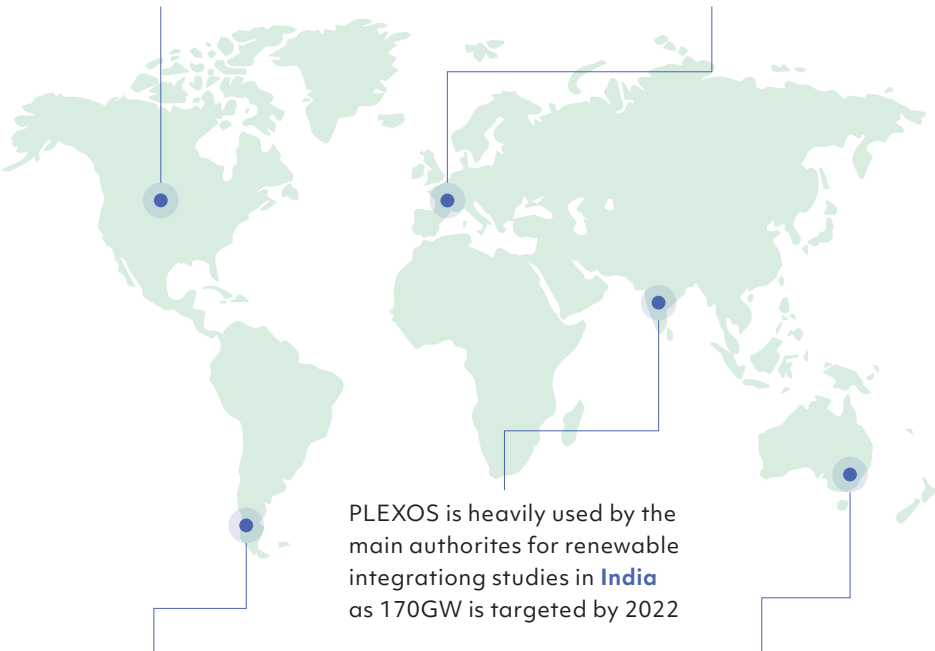 PLEXOS is heavily used by the
main authorites for renewable
integrationg studies in India
as 170GW is targeted by 2022